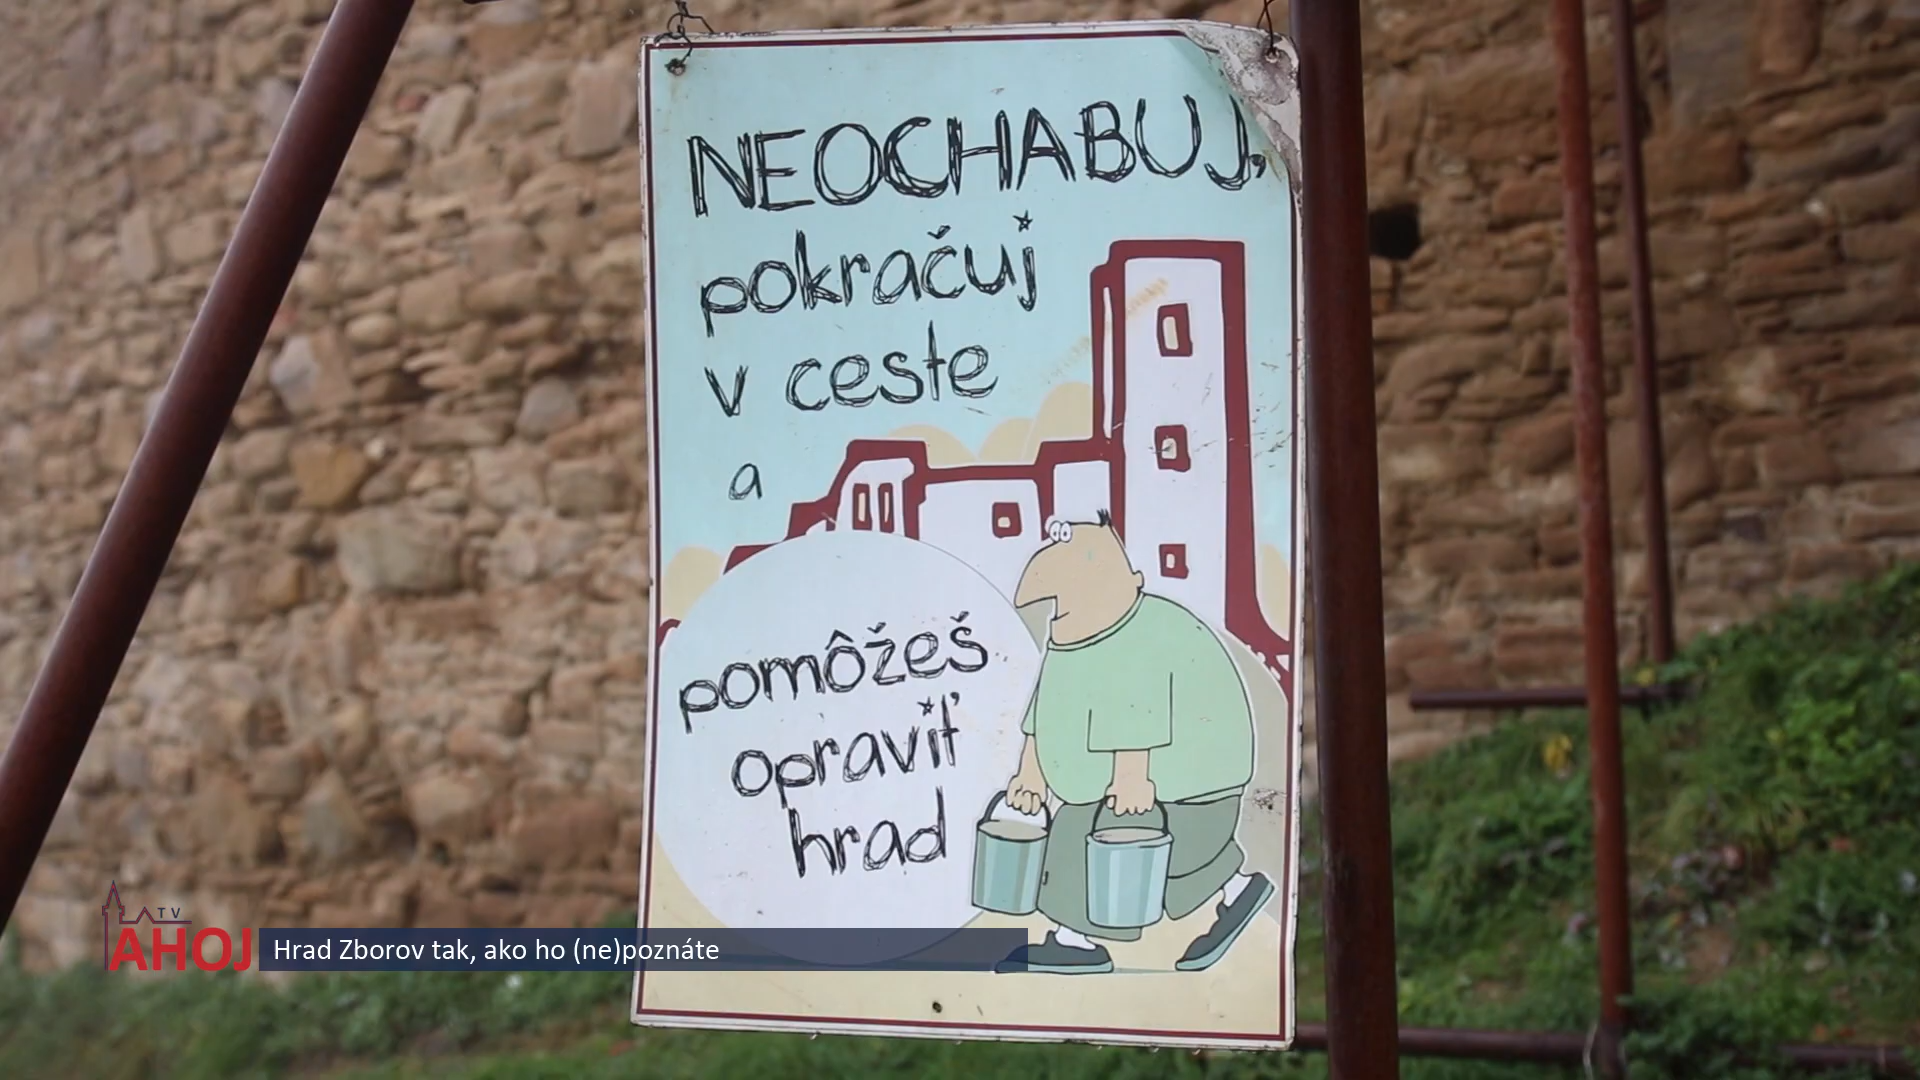 NEOCHABUJ,
pokračuj
v ceste
a
pomôžeš
opraviť
hrad
TV
AHOJ
Hrad Zborov tak, ako ho (ne)poznáte